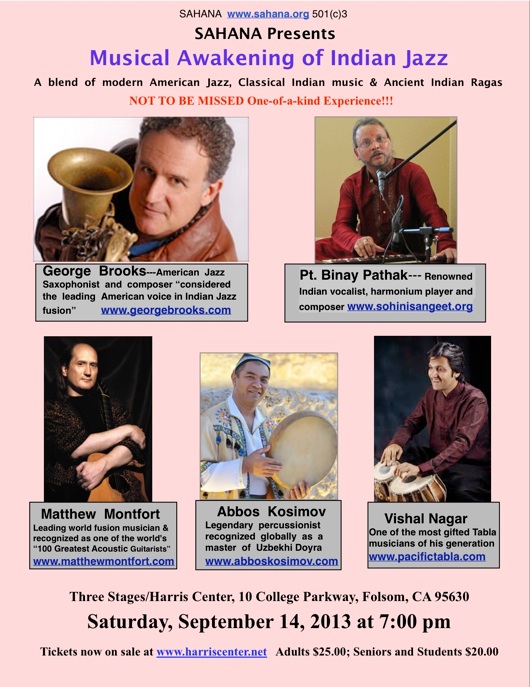 SAHANA www.sahana.org 501(c)3
SAHANA Presents
Musical Awakening of Indian Jazz
A blend of modern American Jazz, Classical Indian music & Ancient Indian Ragas
NOT TO BE MISSED One-of-a-kind Experience!!!
George Brooks---American Jazz
Saxophonist and composer "considered
the leading American voice in Indian Jazz
fusion" www.georgebrooks.com
Pt. Binay Pathak--- Renowned
Indian vocalist, harmonium player and
composer www.sohinisangeet.org
Matthew Montfort
Leading world fusion musician &
recognized as one of the world's
"100 Greatest Acoustic Guitarists"
www.matthewmontfort.com
Abbos Kosimov
Legendary percussionist
recognized globally as a
master of Uzbekhi Doyra
www.abboskosimov.com
Vishal Nagar
One of the most gifted Tabla
musicians of his generation
www.pacifictabla.com
Three Stages/Harris Center, 10 College Parkway, Folsom, CA 95630
Saturday, September 14, 2013 at 7:00 pm
Tickets now on sale at www.harriscenter.net Adults $25.00; Seniors and Students $20.00